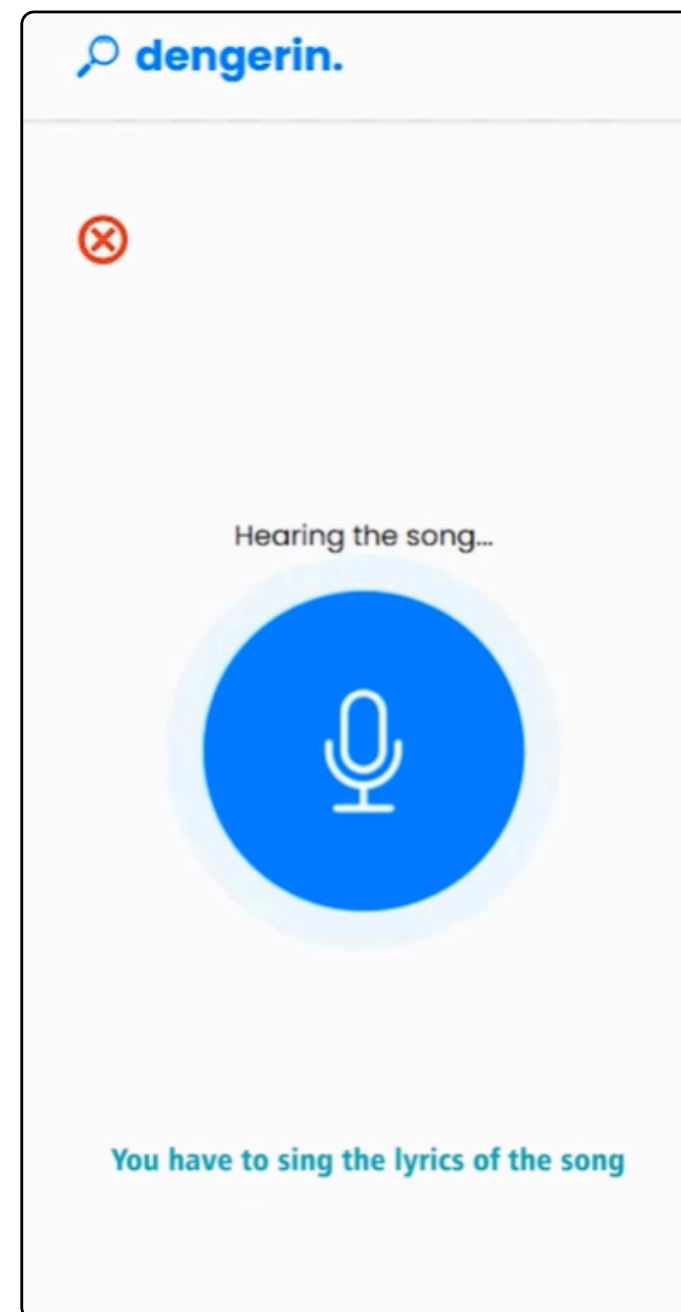 dengerin.
Hearing the song...
You have to sing the lyrics of the song